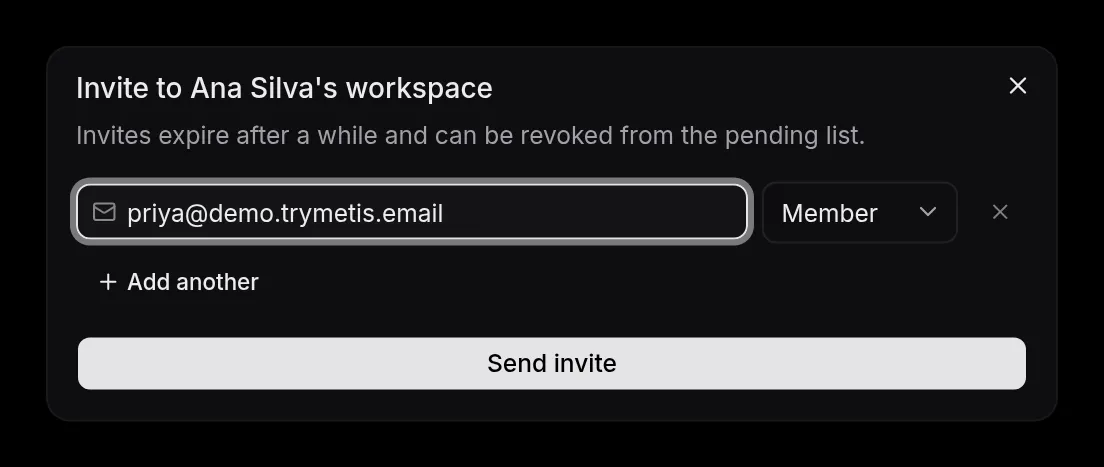 Invite to Ana Silva's workspace
Invites expire after a while and can be revoked from the pending list.
priya@demo.trymetis.email
Member
Add another
Send invite